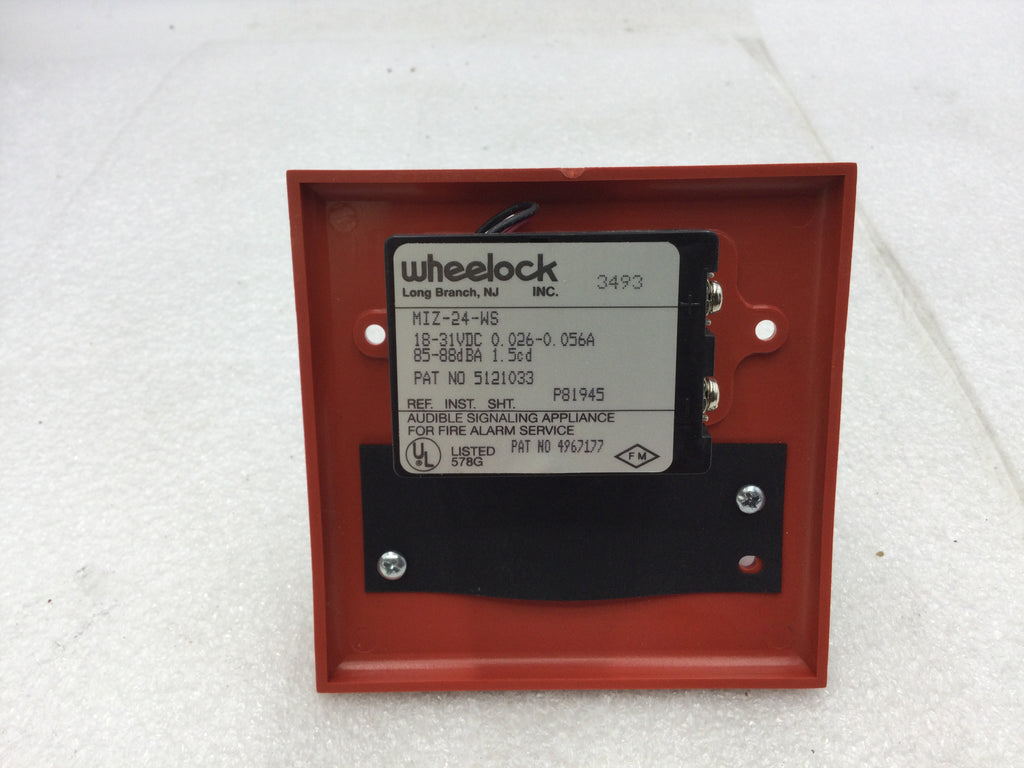 wheelock
Long Branch, NJ INC. 3493
MIZ-24-WS
18-31VDC 0.026-0.056A
85-88dBA 1.5cd
PAT NO 5121033
REF. INST. SHT. P81945
AUDIBLE SIGNALING APPLIANCE
FOR FIRE ALARM SERVICE
UL LISTED PAT NO 4967177 FM
578G
+